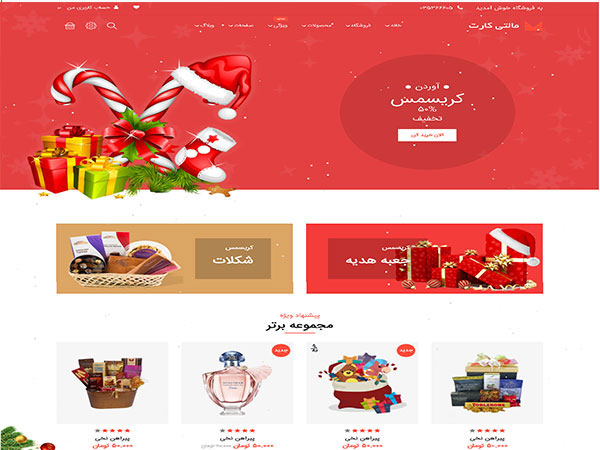 به فروشگاه خوش آمدید
۰۳۵۳۶۶۶۰۵
حساب کاربری من
مالتی کارت
خانه
فروشگاه
محصولات
ویژگی
صفحات
وبلاگ
آوردن
کریسمس
۵۰%
تخفیف
الان خرید کن
کریسمس
جعبه هدیه
کریسمس
شکلات
پیشنهاد ویژه
مجموعه برتر
جدید
جدید
TOBLERONE
پیراهن نخی
۵۰,۰۰۰ تومان
پیراهن نخی
۵۰,۰۰۰ تومان
پیراهن نخی
۵۰,۰۰۰ تومان
پیراهن نخی
۵۰,۰۰۰ تومان